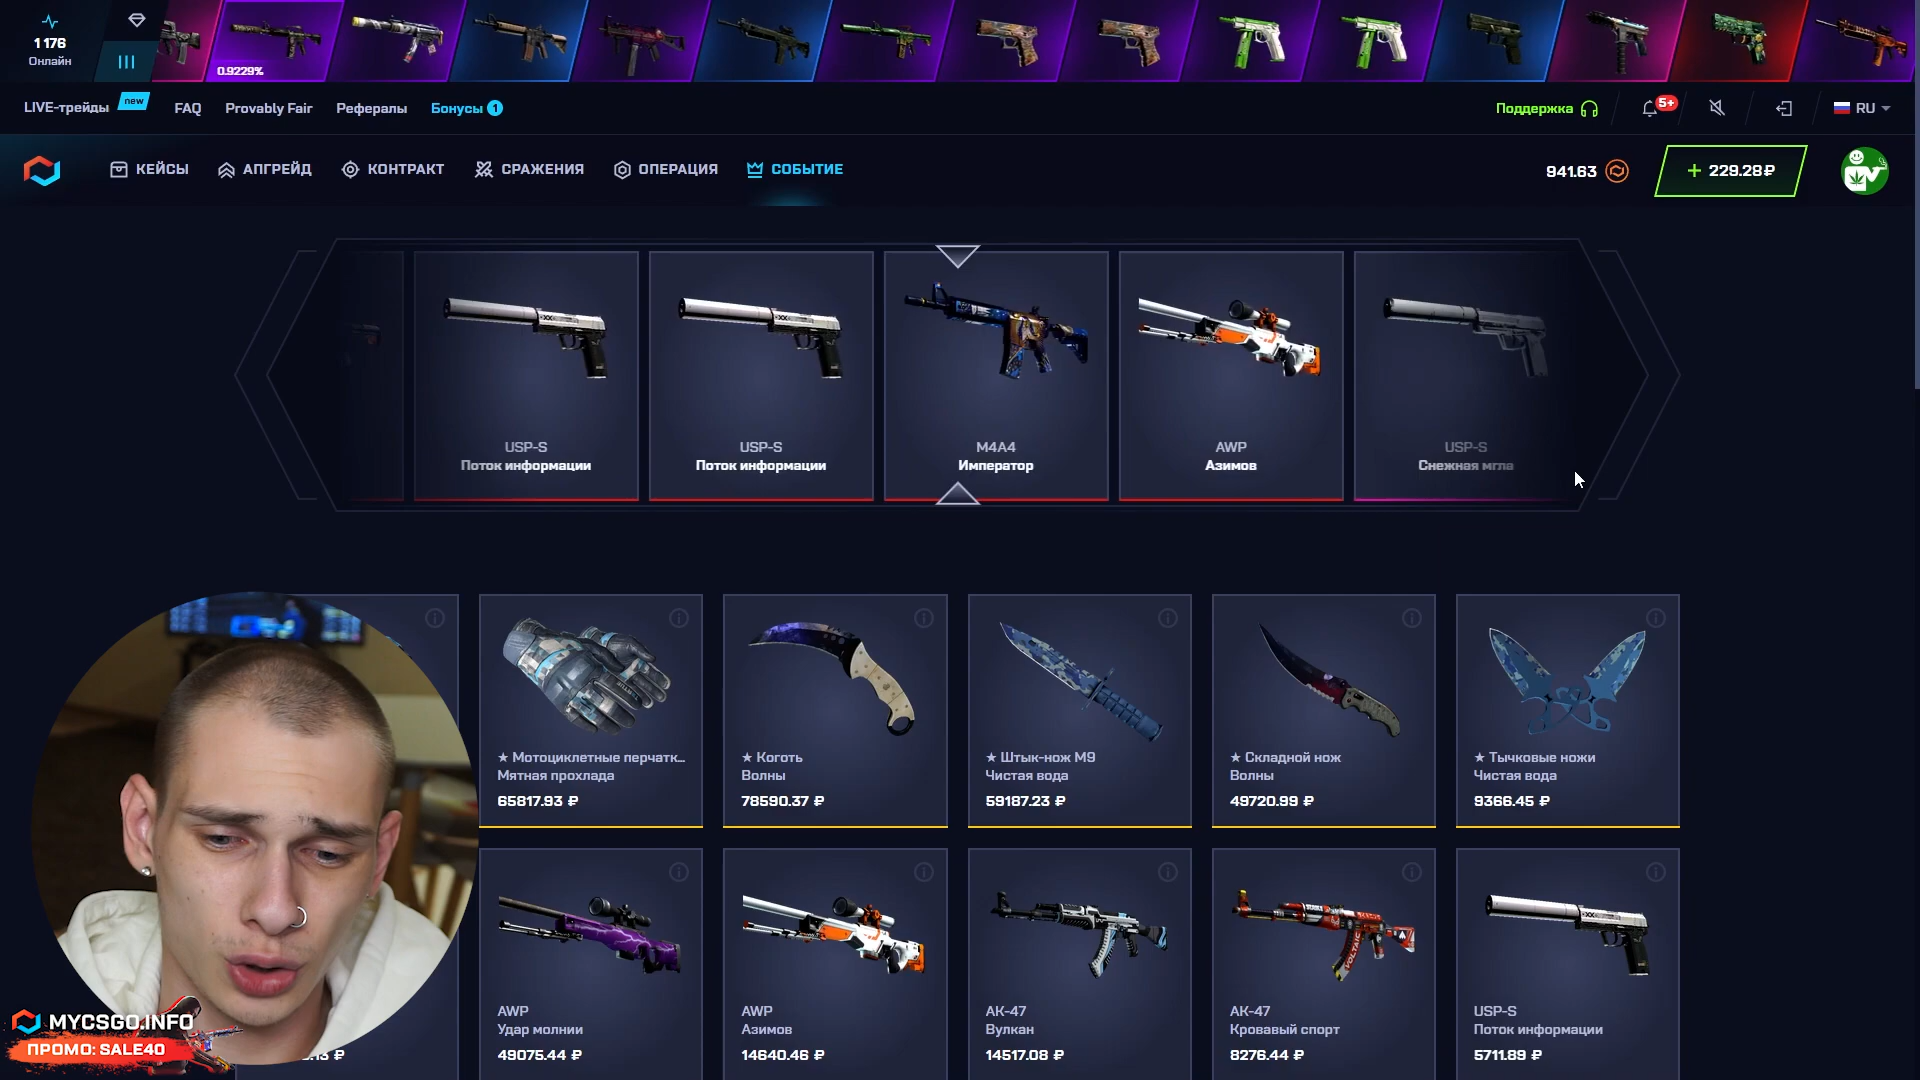 1 176
Онлайн
0.9229%
LIVE-трейды
new
FAQ
Provably Fair
Рефералы
Бонусы 1
Поддержка
5+
RU
КЕЙСЫ
АПГРЕЙД
КОНТРАКТ
СРАЖЕНИЯ
ОПЕРАЦИЯ
СОБЫТИЕ
941.63
+ 229.28₽
USP-S
Поток информации
USP-S
Поток информации
M4A4
Император
AWP
Азимов
USP-S
Снежная мгла
★ Мотоциклетные перчатк...
Мятная прохлада
65817.93 ₽
★ Коготь
Волны
78590.37 ₽
★ Штык-нож M9
Чистая вода
59187.23 ₽
★ Складной нож
Волны
49720.99 ₽
★ Тычковые ножи
Чистая вода
9366.45 ₽
AWP
Удар молнии
49075.44 ₽
AWP
Азимов
14640.46 ₽
AK-47
Вулкан
14517.08 ₽
AK-47
Кровавый спорт
8276.44 ₽
USP-S
Поток информации
5711.89 ₽
MYCSGO.INFO
ПРОМО: SALE40